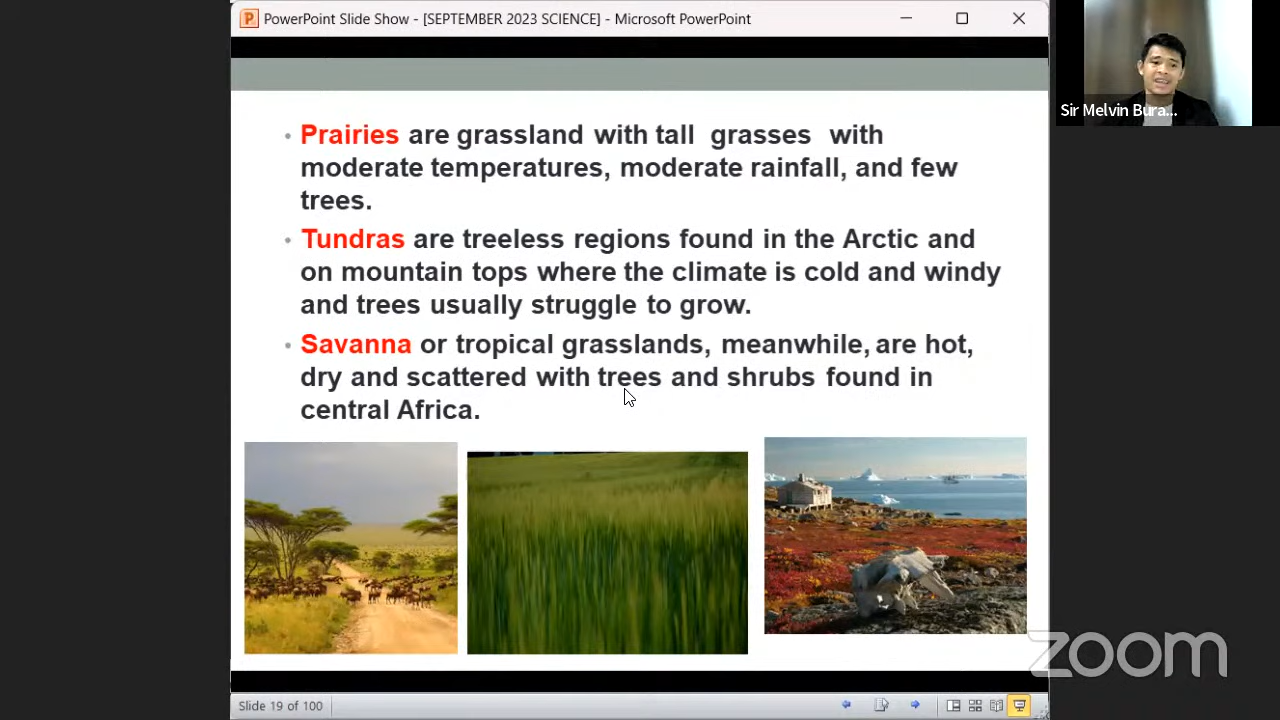 PowerPoint Slide Show - [SEPTEMBER 2023 SCIENCE] - Microsoft PowerPoint
Sir Melvin Bura...
• Prairies are grassland with tall grasses with
moderate temperatures, moderate rainfall, and few
trees.
• Tundras are treeless regions found in the Arctic and
on mountain tops where the climate is cold and windy
and trees usually struggle to grow.
• Savanna or tropical grasslands, meanwhile, are hot,
dry and scattered with trees and shrubs found in
central Africa.
zoom
Slide 19 of 100